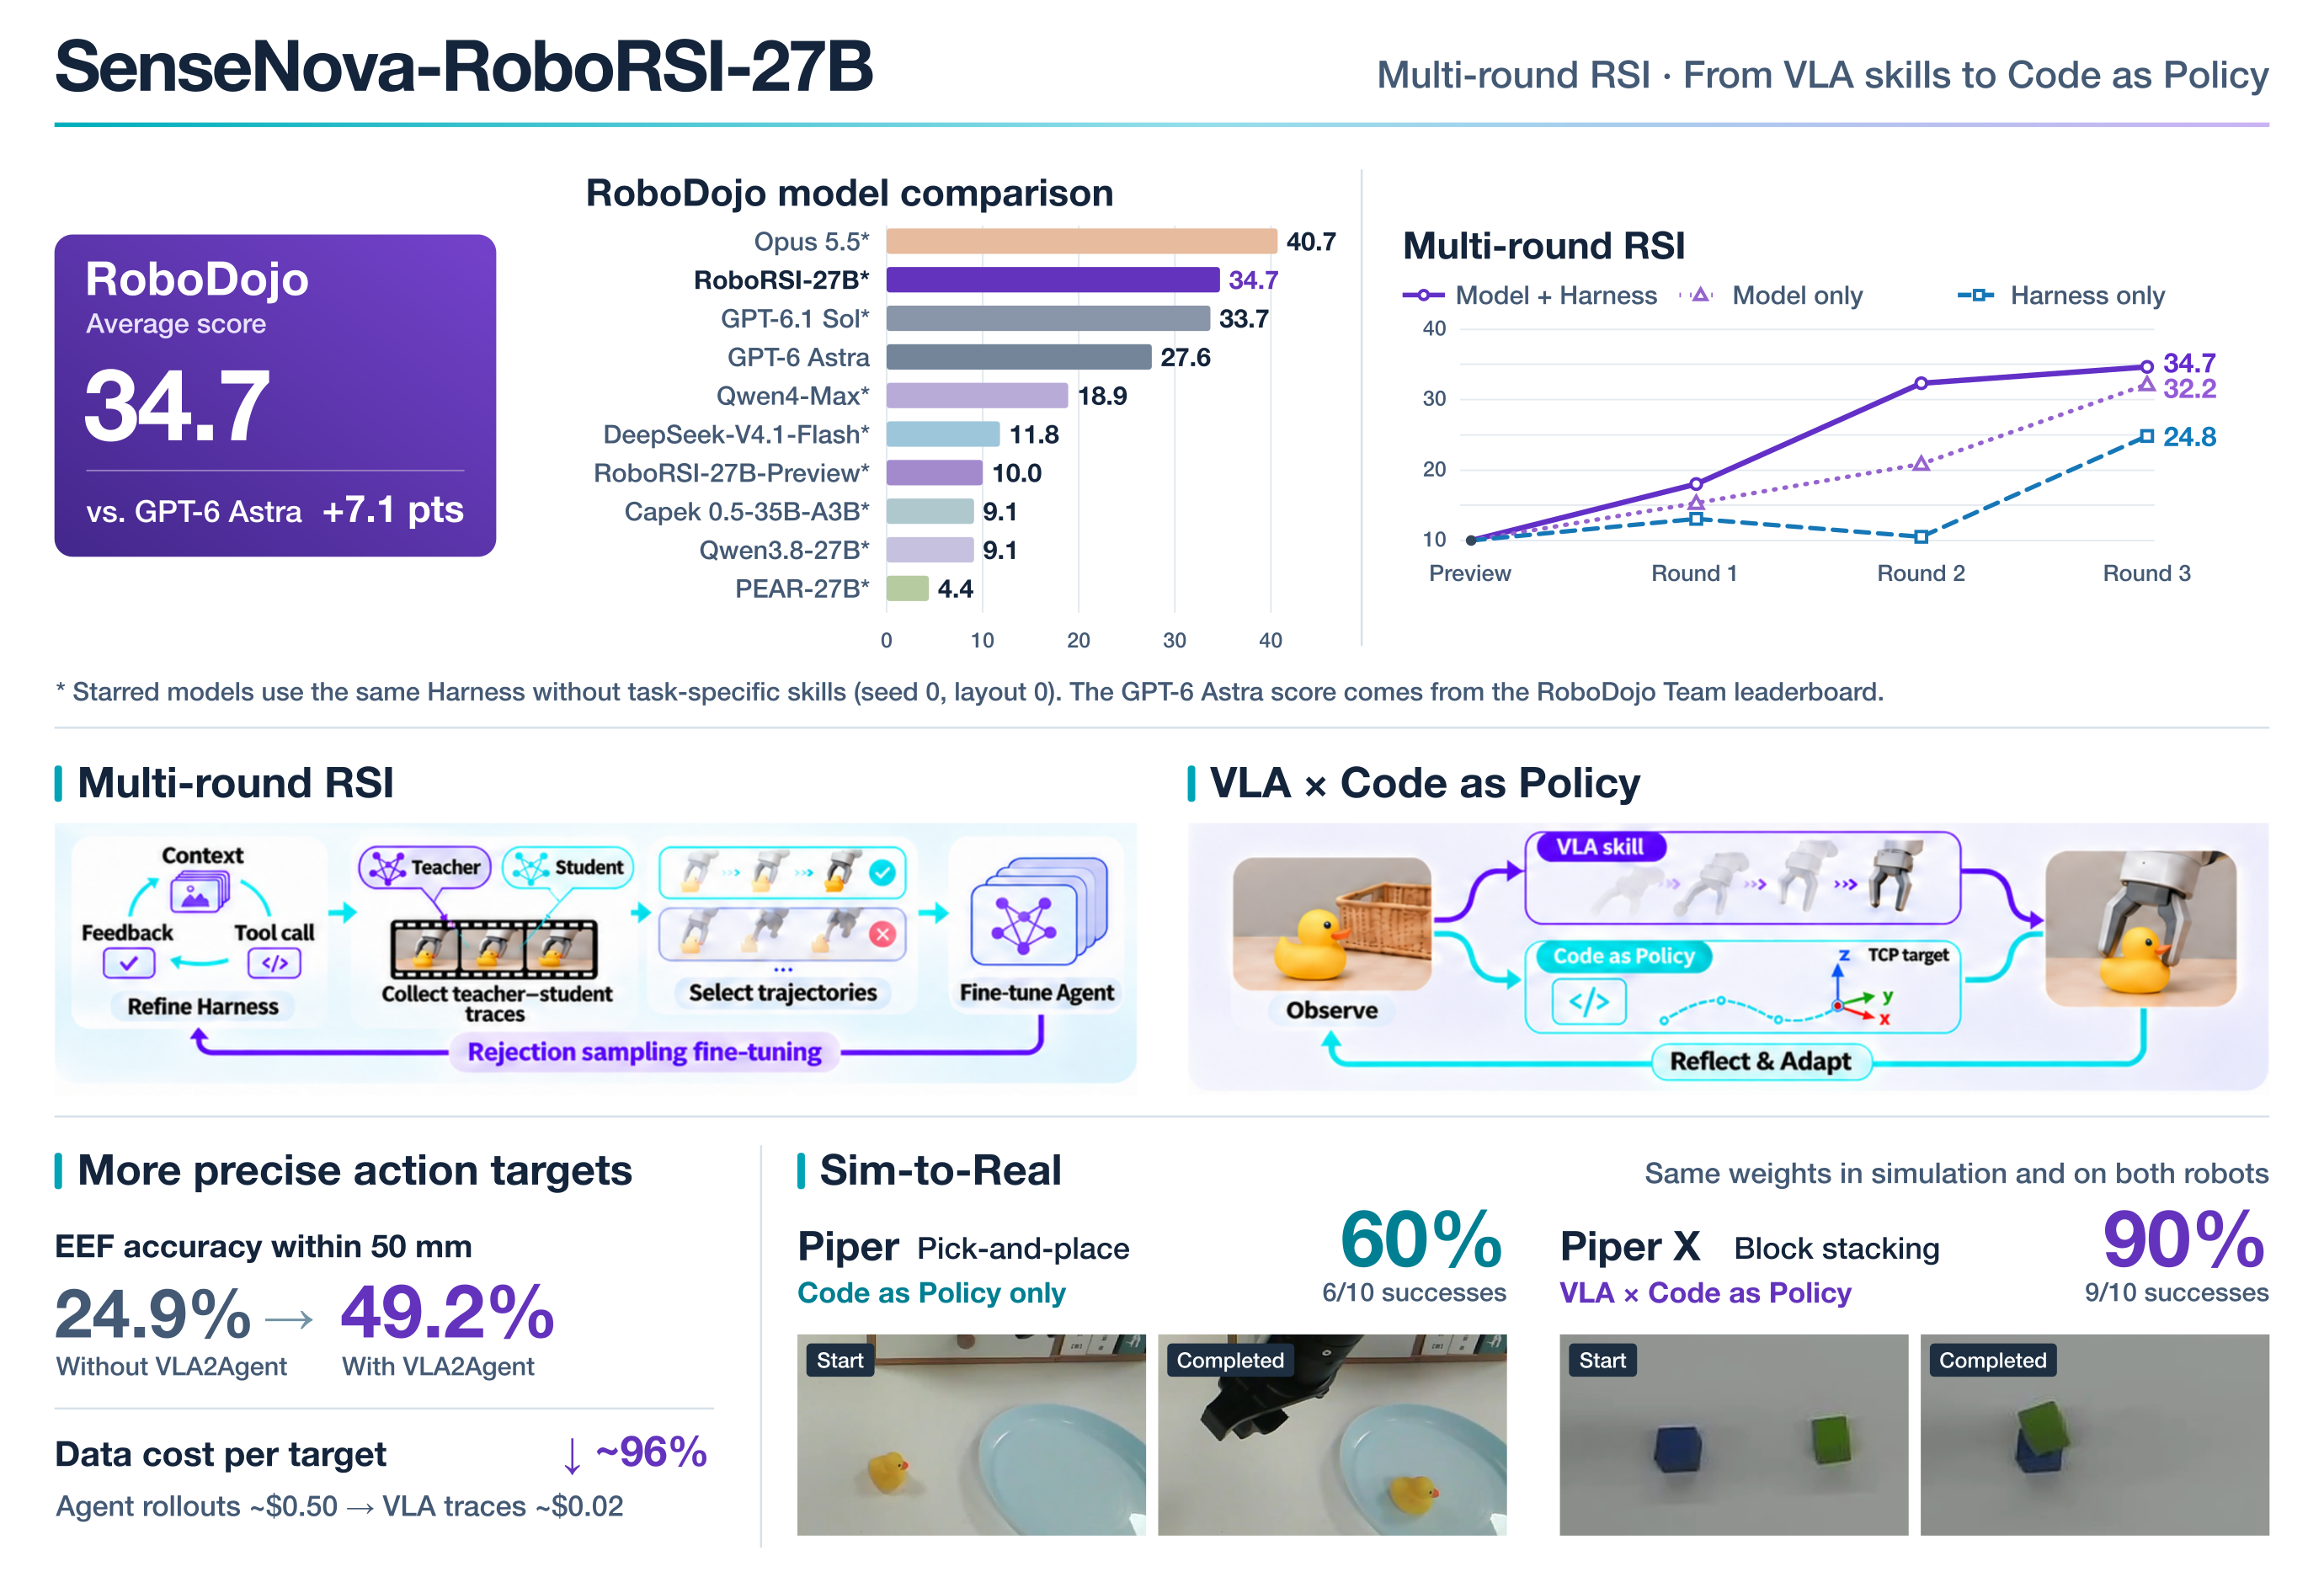 SenseNova-RoboRSI-27B
Multi-round RSI · From VLA skills to Code as Policy
RoboDojo
Average score
34.7
vs. GPT-6 Astra +7.1 pts
RoboDojo model comparison
Opus 5.5* 40.7
RoboRSI-27B* 34.7
GPT-6.1 Sol* 33.7
GPT-6 Astra 27.6
Qwen4-Max* 18.9
DeepSeek-V4.1-Flash* 11.8
RoboRSI-27B-Preview* 10.0
Capek 0.5-35B-A3B* 9.1
Qwen3.8-27B* 9.1
PEAR-27B* 4.4
0 10 20 30 40
Multi-round RSI
Model + Harness Model only Harness only
40
30
20
10
34.7
32.2
24.8
Preview Round 1 Round 2 Round 3
* Starred models use the same Harness without task-specific skills (seed 0, layout 0). The GPT-6 Astra score comes from the RoboDojo Team leaderboard.
Multi-round RSI
Context
Feedback
Tool call
</>
Refine Harness
Teacher
Student
Collect teacher–student
traces
...
Select trajectories
Fine-tune Agent
Rejection sampling fine-tuning
VLA × Code as Policy
Observe
VLA skill
Code as Policy
</>
TCP target
z
y
x
Reflect & Adapt
More precise action targets
EEF accuracy within 50 mm
24.9% → 49.2%
Without VLA2Agent With VLA2Agent
Data cost per target ↓ ~96%
Agent rollouts ~$0.50 → VLA traces ~$0.02
Sim-to-Real
Same weights in simulation and on both robots
Piper Pick-and-place
60%
Code as Policy only
6/10 successes
Start
Completed
Piper X Block stacking
90%
VLA × Code as Policy
9/10 successes
Start
Completed